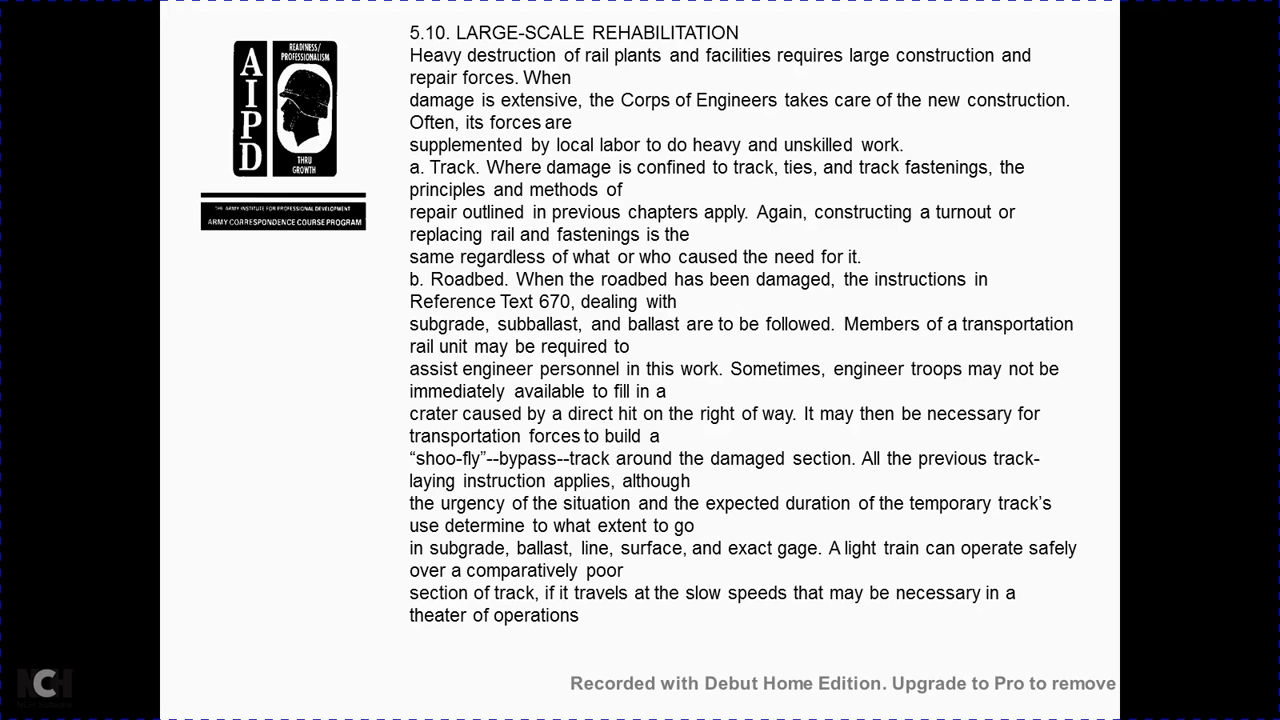 AIPD
READINESS/
PROFESSIONALISM
THRU
GROWTH
THE ARMY INSTITUTE FOR PROFESSIONAL DEVELOPMENT
ARMY CORRESPONDENCE COURSE PROGRAM
5.10. LARGE-SCALE REHABILITATION
Heavy destruction of rail plants and facilities requires large construction and
repair forces. When
damage is extensive, the Corps of Engineers takes care of the new construction.
Often, its forces are
supplemented by local labor to do heavy and unskilled work.
a. Track. Where damage is confined to track, ties, and track fastenings, the
principles and methods of
repair outlined in previous chapters apply. Again, constructing a turnout or
replacing rail and fastenings is the
same regardless of what or who caused the need for it.
b. Roadbed. When the roadbed has been damaged, the instructions in
Reference Text 670, dealing with
subgrade, subballast, and ballast are to be followed. Members of a transportation
rail unit may be required to
assist engineer personnel in this work. Sometimes, engineer troops may not be
immediately available to fill in a
crater caused by a direct hit on the right of way. It may then be necessary for
transportation forces to build a
“shoo-fly”--bypass--track around the damaged section. All the previous track-
laying instruction applies, although
the urgency of the situation and the expected duration of the temporary track’s
use determine to what extent to go
in subgrade, ballast, line, surface, and exact gage. A light train can operate safely
over a comparatively poor
section of track, if it travels at the slow speeds that may be necessary in a
theater of operations
NCH
NCH Software
Recorded with Debut Home Edition. Upgrade to Pro to remove